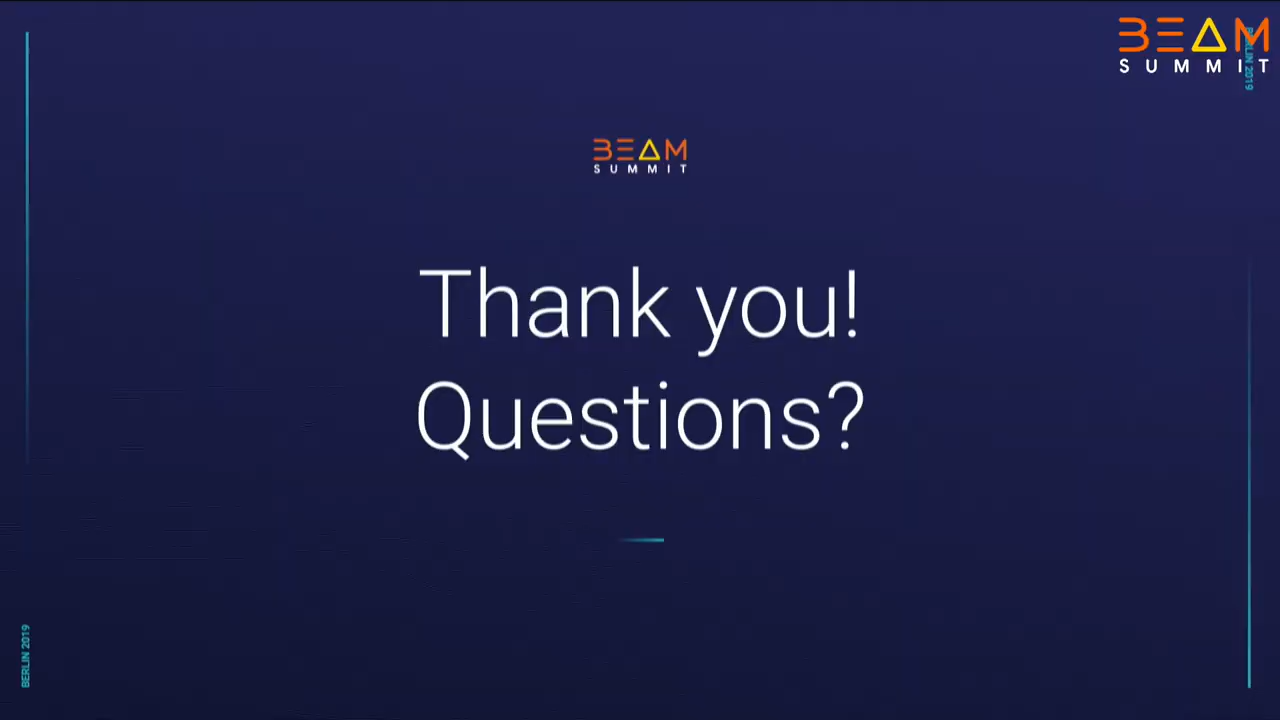 BEAM
SUMMIT
BERLIN 2019
BEAM
SUMMIT
Thank you!
Questions?
BERLIN 2019